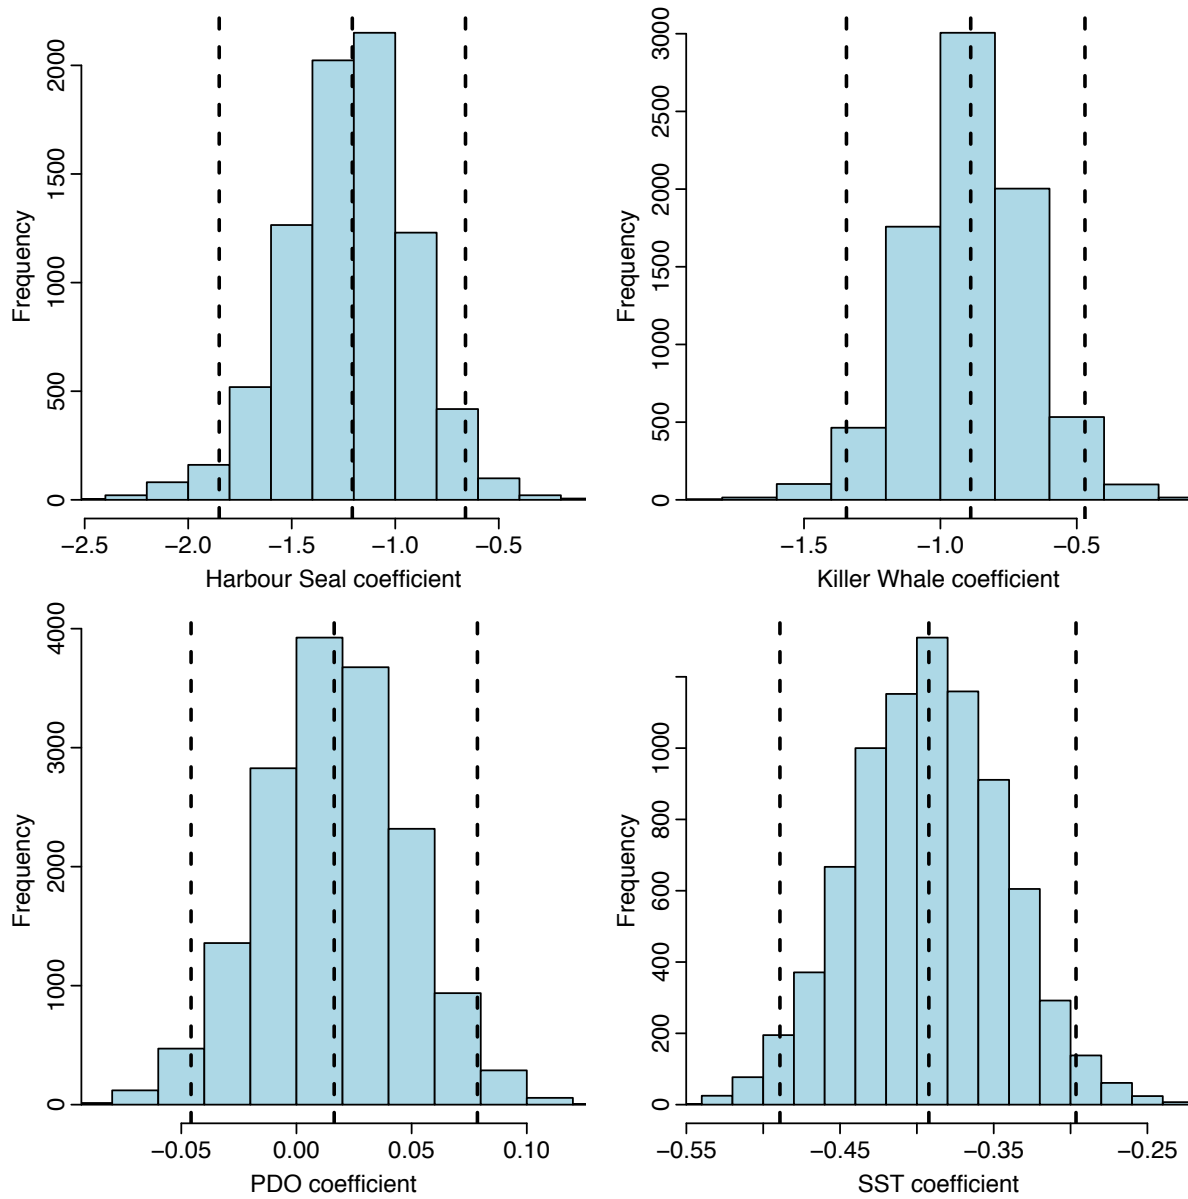 Frequency
2000
1500
1000
500
0
−2.5 −2.0 −1.5 −1.0 −0.5
Harbour Seal coefficient
Frequency
3000
2500
2000
1500
1000
500
0
−1.5 −1.0 −0.5
Killer Whale coefficient
Frequency
4000
3000
2000
1000
0
−0.05 0.00 0.05 0.10
PDO coefficient
Frequency
1000
800
600
400
200
0
−0.55 −0.45 −0.35 −0.25
SST coefficient